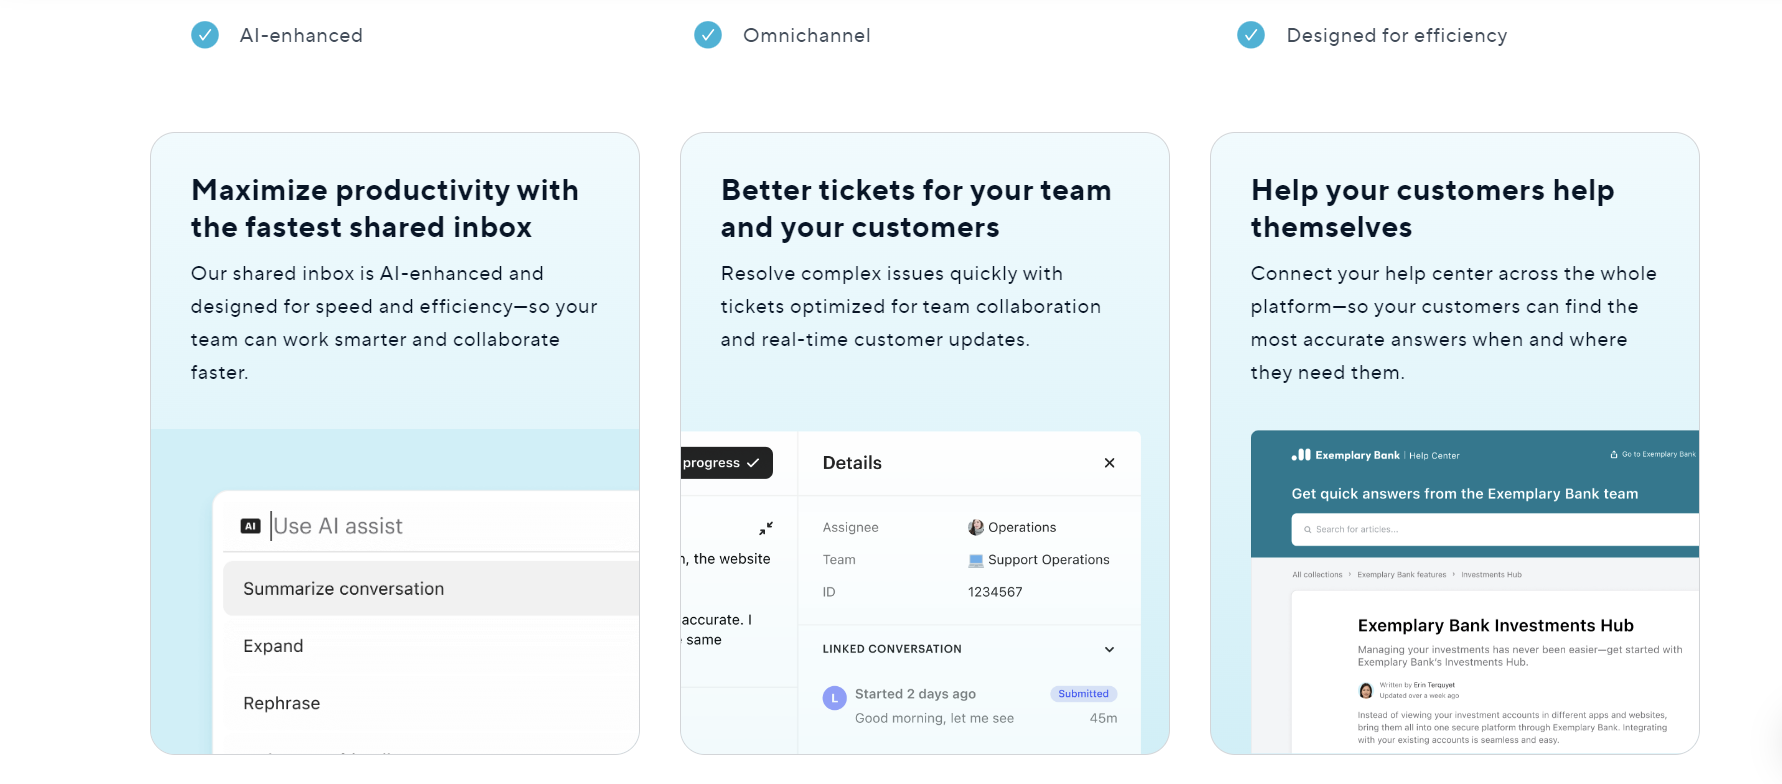 AI-enhanced
Omnichannel
Designed for efficiency
Maximize productivity with
the fastest shared inbox
Our shared inbox is AI-enhanced and
designed for speed and efficiency—so your
team can work smarter and collaborate
faster.
AI Use AI assist
Summarize conversation
Expand
Rephrase
Better tickets for your team
and your customers
Resolve complex issues quickly with
tickets optimized for team collaboration
and real-time customer updates.
progress
, the website
accurate. I
same
Details
Assignee Operations
Team Support Operations
ID 1234567
LINKED CONVERSATION
L Started 2 days ago Submitted
Good morning, let me see 45m
Help your customers help
themselves
Connect your help center across the whole
platform—so your customers can find the
most accurate answers when and where
they need them.
Exemplary Bank | Help Center Go to Exemplary Bank
Get quick answers from the Exemplary Bank team
Search for articles...
All collections › Exemplary Bank features › Investments Hub
Exemplary Bank Investments Hub
Managing your investments has never been easier—get started with
Exemplary Bank's Investments Hub.
Written by Erin Terquyet
Updated over a week ago
Instead of viewing your investment accounts in different apps and websites,
bring them all into one secure platform through Exemplary Bank. Integrating
with your existing accounts is seamless and easy.